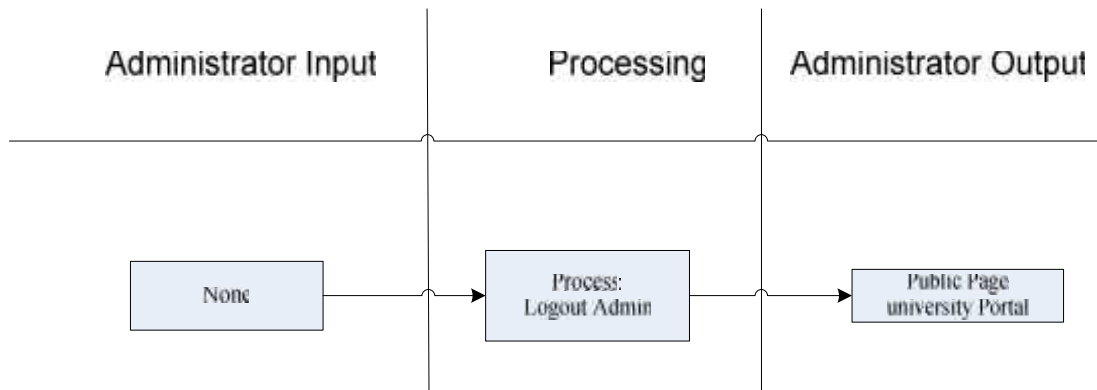 Administrator Input
Processing
Administrator Output
None
Process:
Logout Admin
Public Page
university Portal